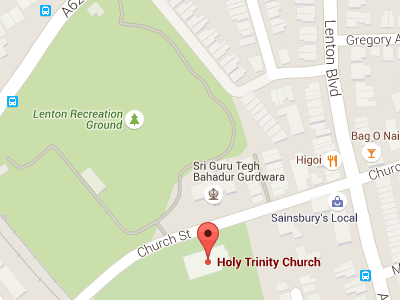 A62
Lenton Blvd
Gregory A
Lenton Recreation
Ground
Bag O Nai
Higoi
Sri Guru Tegh
Bahadur Gurdwara
Church
Sainsbury's Local
Church St
Holy Trinity Church
M
A